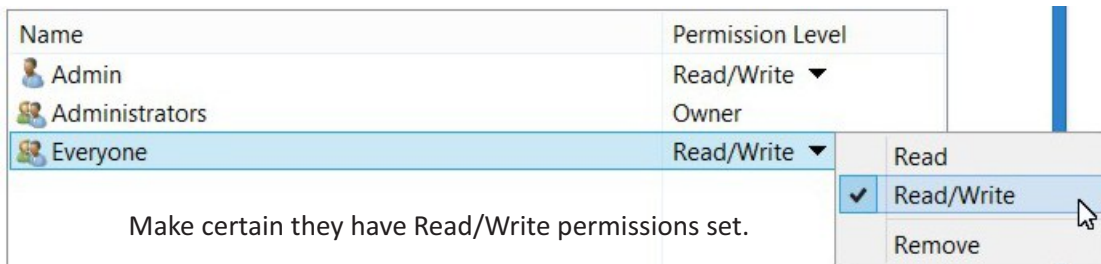 Name Permission Level
Admin Read/Write
Administrators Owner
Everyone Read/Write
Read
Read/Write
Remove
Make certain they have Read/Write permissions set.